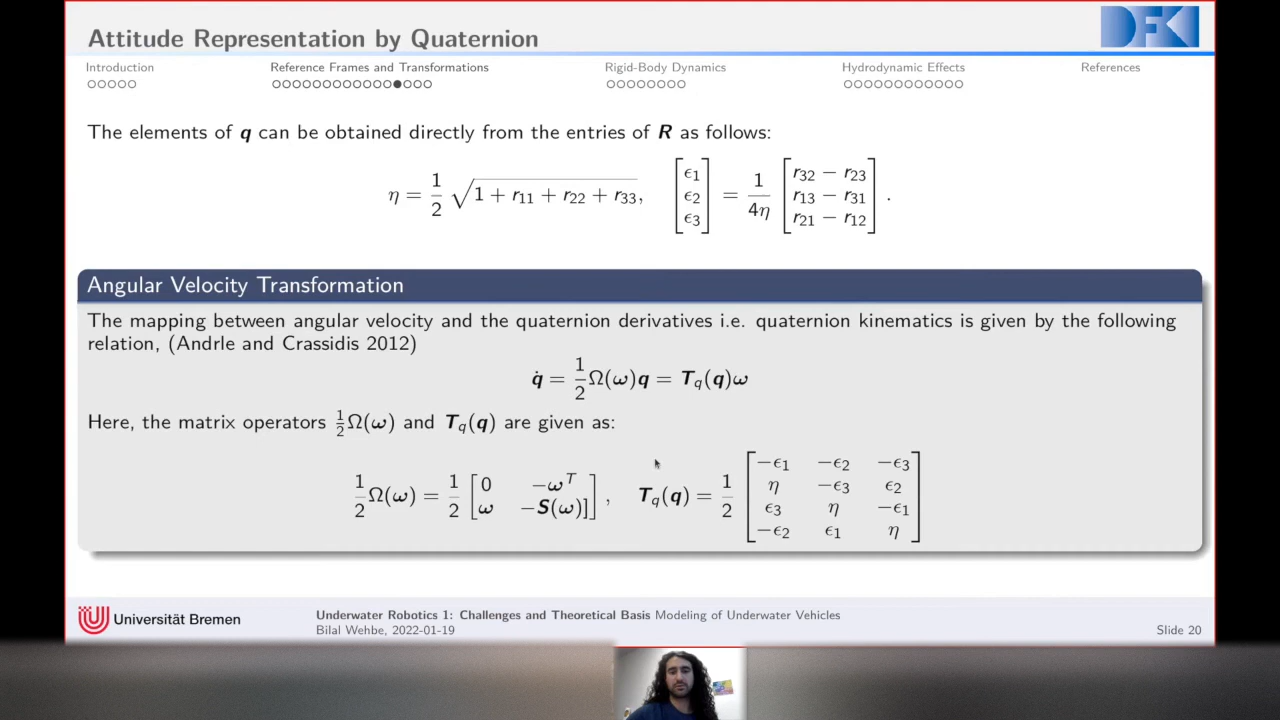 Attitude Representation by Quaternion
DFKI
Introduction Reference Frames and Transformations Rigid-Body Dynamics Hydrodynamic Effects References
The elements of q can be obtained directly from the entries of R as follows:
η = 1/2 √(1 + r₁₁ + r₂₂ + r₃₃), [ϵ₁ ϵ₂ ϵ₃] = 1/4η [r₃₂ − r₂₃ r₁₃ − r₃₁ r₂₁ − r₁₂] .
Angular Velocity Transformation
The mapping between angular velocity and the quaternion derivatives i.e. quaternion kinematics is given by the following
relation, (Andrle and Crassidis 2012)
q̇ = 1/2 Ω(ω)q = T_q(q)ω
Here, the matrix operators ½Ω(ω) and T_q(q) are given as:
1/2 Ω(ω) = 1/2 [0 −ω^T ω −S(ω)]] , T_q(q) = 1/2 [−ϵ₁ −ϵ₂ −ϵ₃ η −ϵ₃ ϵ₂ ϵ₃ η −ϵ₁ −ϵ₂ ϵ₁ η]
Universität Bremen
Underwater Robotics 1: Challenges and Theoretical Basis Modeling of Underwater Vehicles
Bilal Wehbe, 2022-01-19
Slide 20